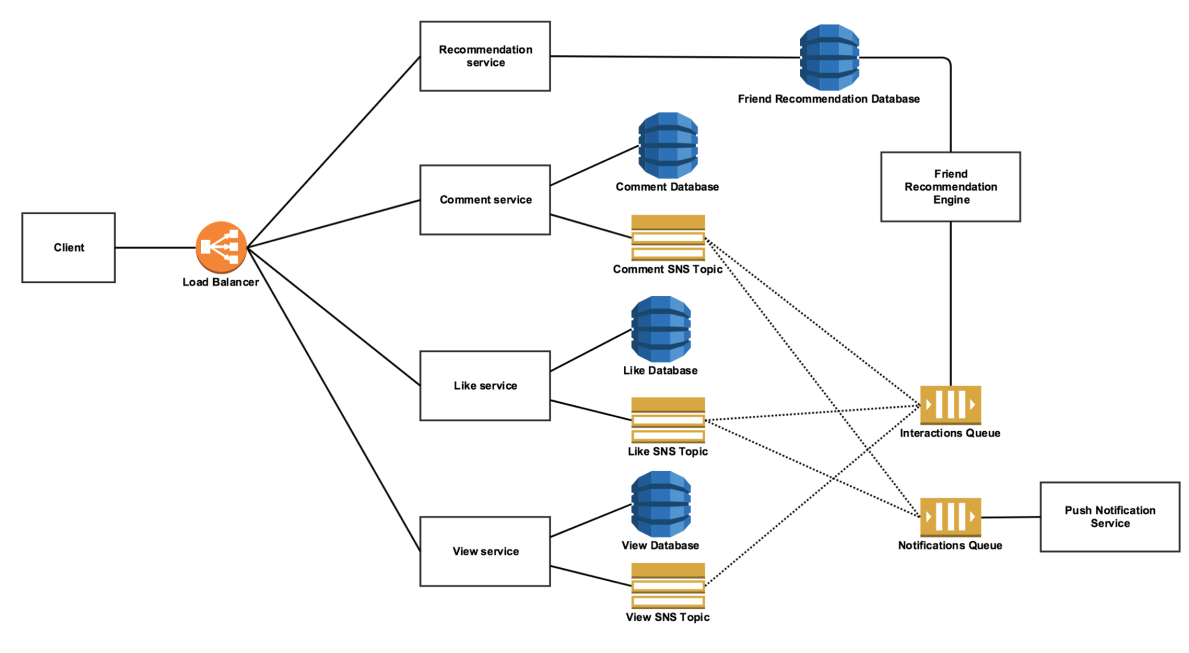 Recommendation
service
Friend Recommendation Database
Comment Database
Friend
Recommendation
Engine
Comment service
Client
Load Balancer
Comment SNS Topic
Like Database
Like service
Interactions Queue
Like SNS Topic
Push Notification
Service
View Database
Notifications Queue
View service
View SNS Topic